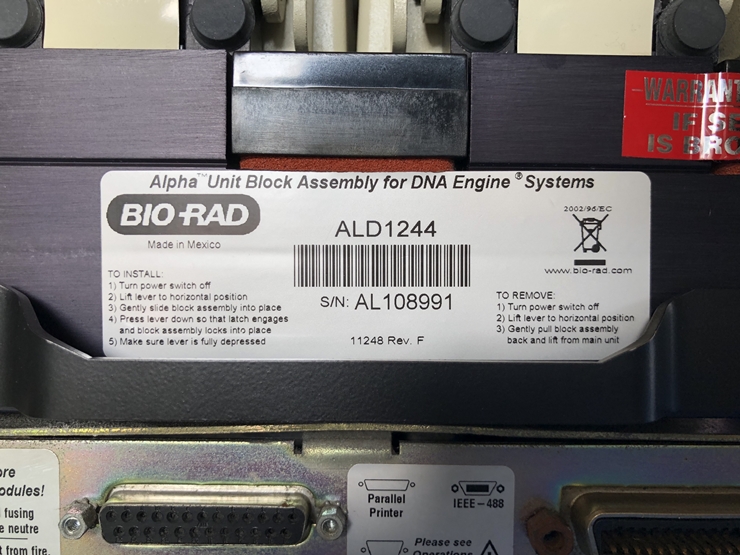 WARRAN
IF SE
IS BRO
Alpha™ Unit Block Assembly for DNA Engine® Systems
BIO-RAD
Made in Mexico
ALD1244
2002/96/EC
www.bio-rad.com
TO INSTALL:
1) Turn power switch off
2) Lift lever to horizontal position
3) Gently slide block assembly into place
4) Press lever down so that latch engages
and block assembly locks into place
5) Make sure lever is fully depressed
S/N: AL108991
11248 Rev. F
TO REMOVE:
1) Turn power switch off
2) Lift lever to horizontal position
3) Gently pull block assembly
back and lift from main unit
ore
odules!
fusing
e neutre
t from fire,
Parallel
Printer
IEEE-488
Please see
Operations